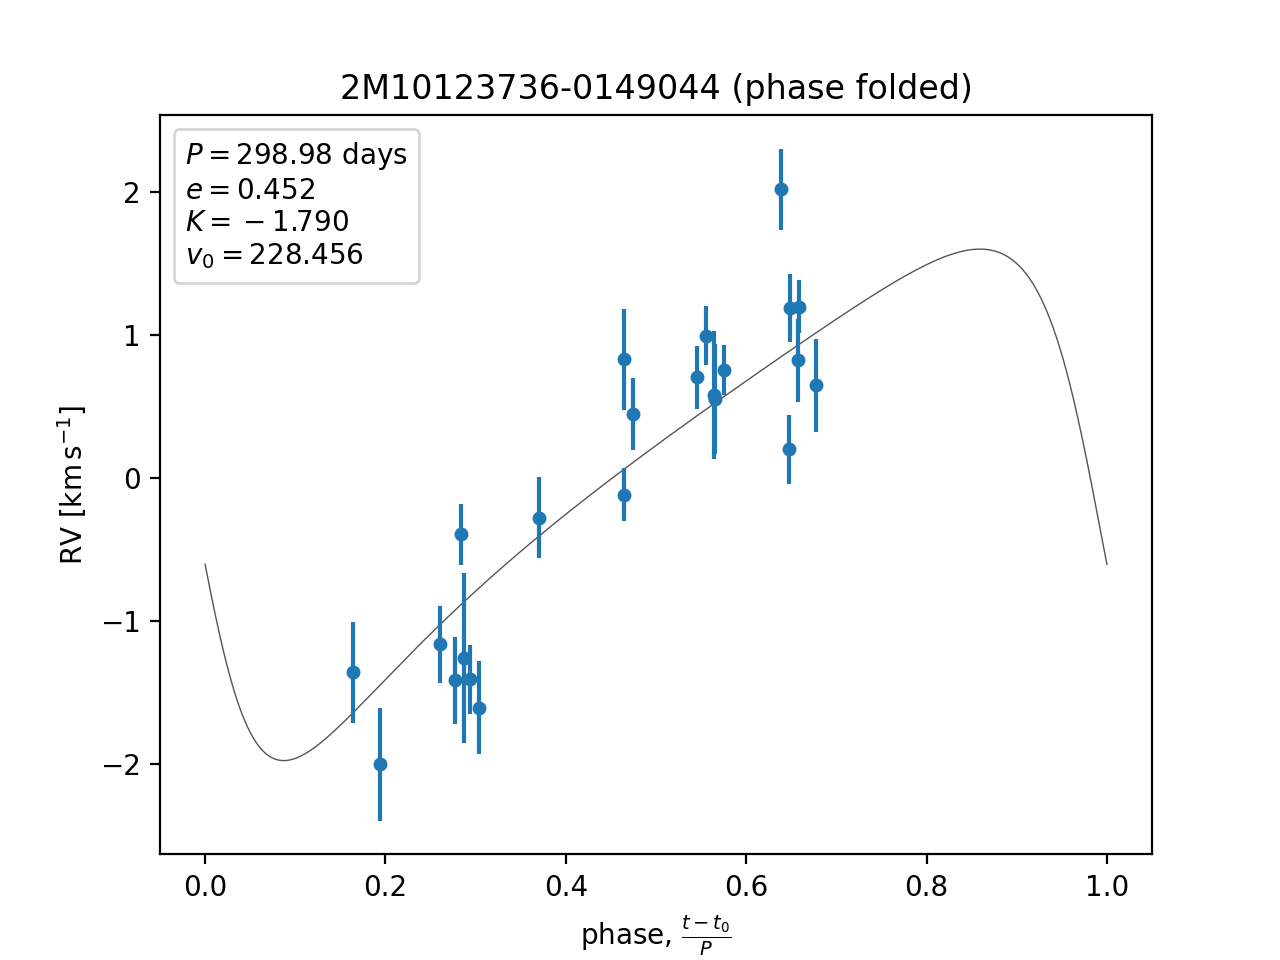 2M10123736-0149044 (phase folded)
P = 298.98 days
e = 0.452
K = −1.790
v₀ = 228.456
2
1
0
−1
−2
RV [km s⁻¹]
0.0 0.2 0.4 0.6 0.8 1.0
phase, (t − t₀)/P